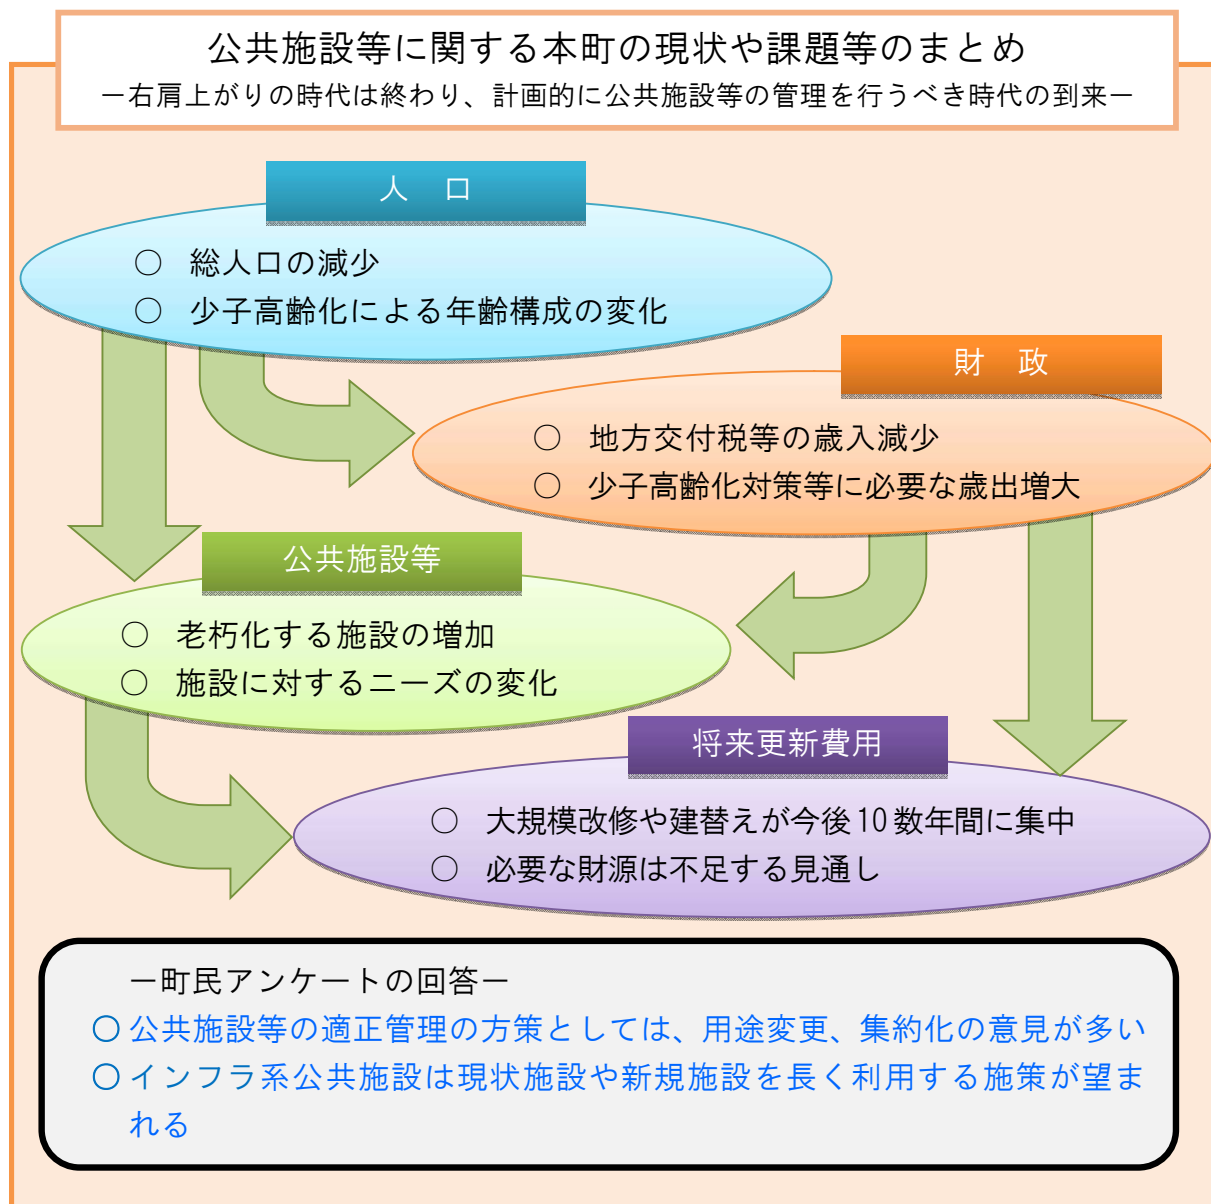 公共施設等に関する本町の現状や課題等のまとめ
－右肩上がりの時代は終わり、計画的に公共施設等の管理を行うべき時代の到来－
人　口
○ 総人口の減少
○ 少子高齢化による年齢構成の変化
財　政
○ 地方交付税等の歳入減少
○ 少子高齢化対策等に必要な歳出増大
公共施設等
○ 老朽化する施設の増加
○ 施設に対するニーズの変化
将来更新費用
○ 大規模改修や建替えが今後10数年間に集中
○ 必要な財源は不足する見通し
－町民アンケートの回答－
○公共施設等の適正管理の方策としては、用途変更、集約化の意見が多い
○インフラ系公共施設は現状施設や新規施設を長く利用する施策が望ま
れる